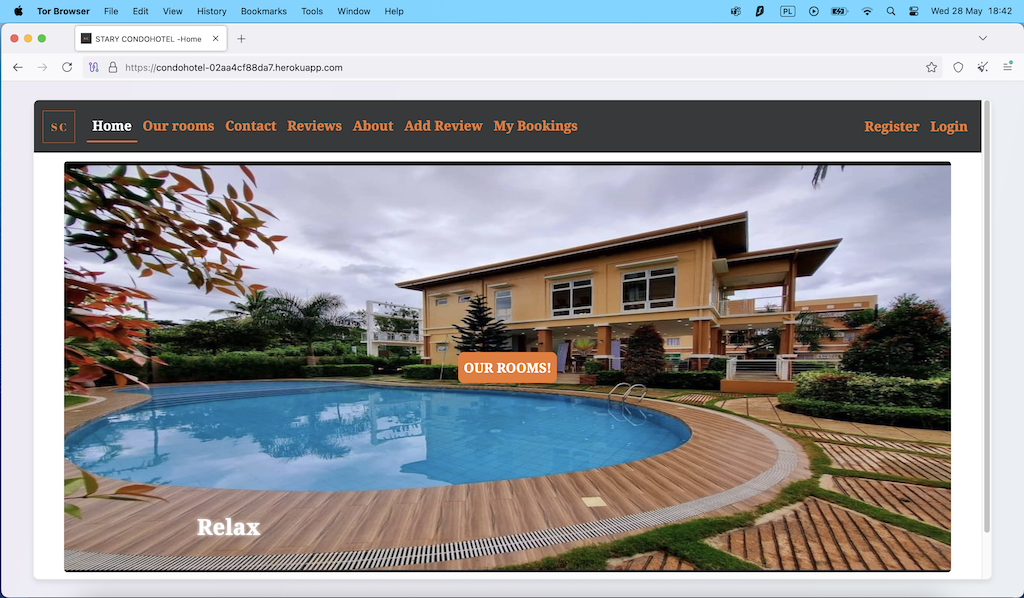 Tor Browser File Edit View History Bookmarks Tools Window Help PL Wed 28 May 18:42
STARY CONDOHOTEL -Home
https://condohotel-02aa4cf88da7.herokuapp.com
S C Home Our rooms Contact Reviews About Add Review My Bookings Register Login
OUR ROOMS!
Relax